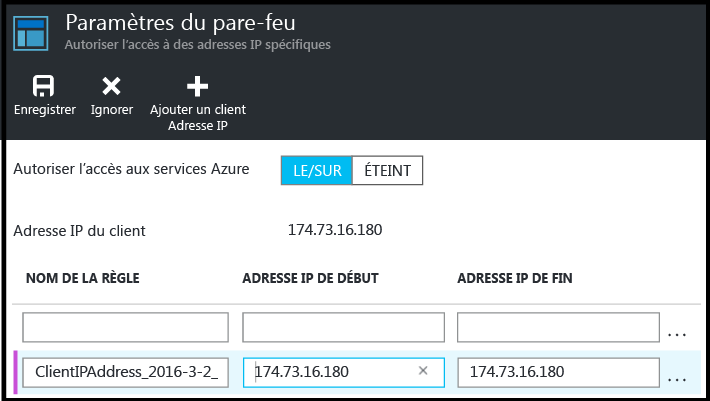 Paramètres du pare-feu
Autoriser l'accès à des adresses IP spécifiques
Enregistrer Ignorer Ajouter un client
Adresse IP
Autoriser l'accès aux services Azure LE/SUR ÉTEINT
Adresse IP du client 174.73.16.180
NOM DE LA RÈGLE ADRESSE IP DE DÉBUT ADRESSE IP DE FIN
...
ClientIPAddress_2016-3-2_ 174.73.16.180 × 174.73.16.180 ...